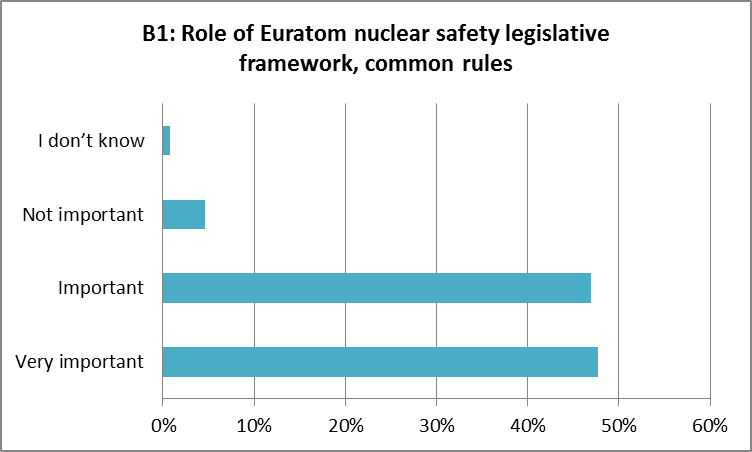 B1: Role of Euratom nuclear safety legislative
framework, common rules
I don’t know
Not important
Important
Very important
0% 10% 20% 30% 40% 50% 60%